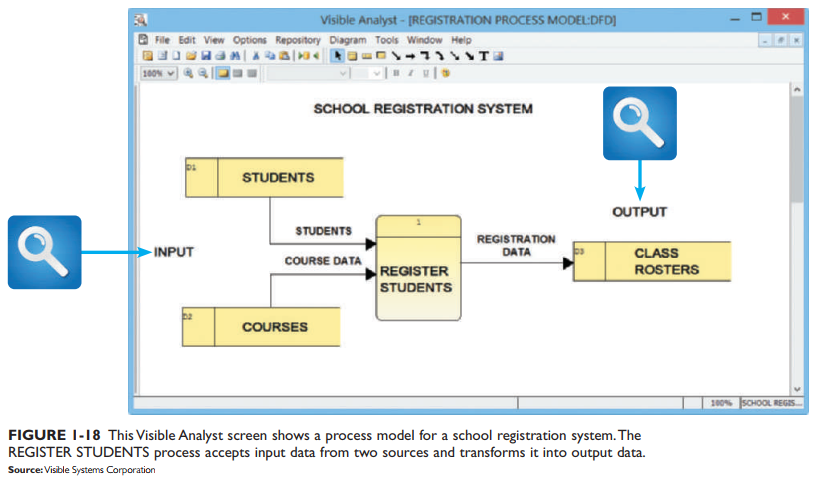 Visible Analyst - [REGISTRATION PROCESS MODEL:DFD]
File Edit View Options Repository Diagram Tools Window Help
100%
B I U
SCHOOL REGISTRATION SYSTEM
D1
STUDENTS
OUTPUT
STUDENTS
1
INPUT
REGISTRATION
DATA
COURSE DATA
D3
CLASS
ROSTERS
REGISTER
STUDENTS
D2
COURSES
100% SCHOOL REGIS...
FIGURE 1-18 This Visible Analyst screen shows a process model for a school registration system. The
REGISTER STUDENTS process accepts input data from two sources and transforms it into output data.
Source: Visible Systems Corporation